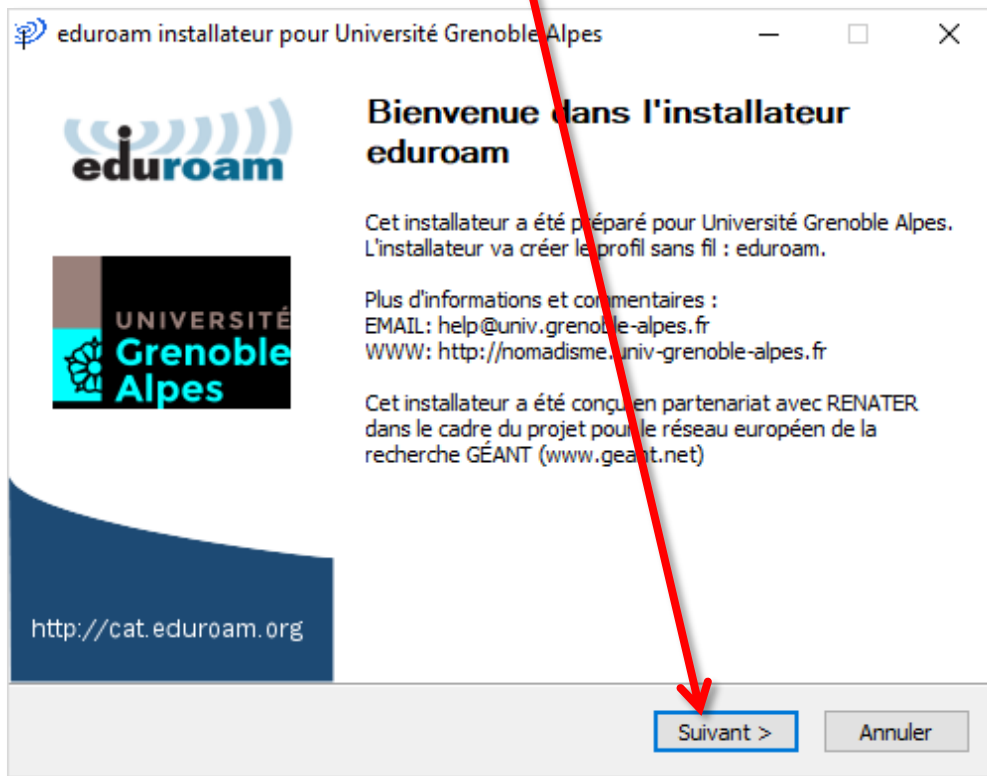 eduroam installateur pour Université Grenoble Alpes
eduroam
UNIVERSITÉ
Grenoble
Alpes
http://cat.eduroam.org
Bienvenue dans l'installateur
eduroam
Cet installateur a été préparé pour Université Grenoble Alpes.
L'installateur va créer le profil sans fil : eduroam.
Plus d'informations et commentaires :
EMAIL: help@univ.grenoble-alpes.fr
WWW: http://nomadisme.univ-grenoble-alpes.fr
Cet installateur a été conçu en partenariat avec RENATER
dans le cadre du projet pour le réseau européen de la
recherche GÉANT (www.geant.net)
Suivant >
Annuler